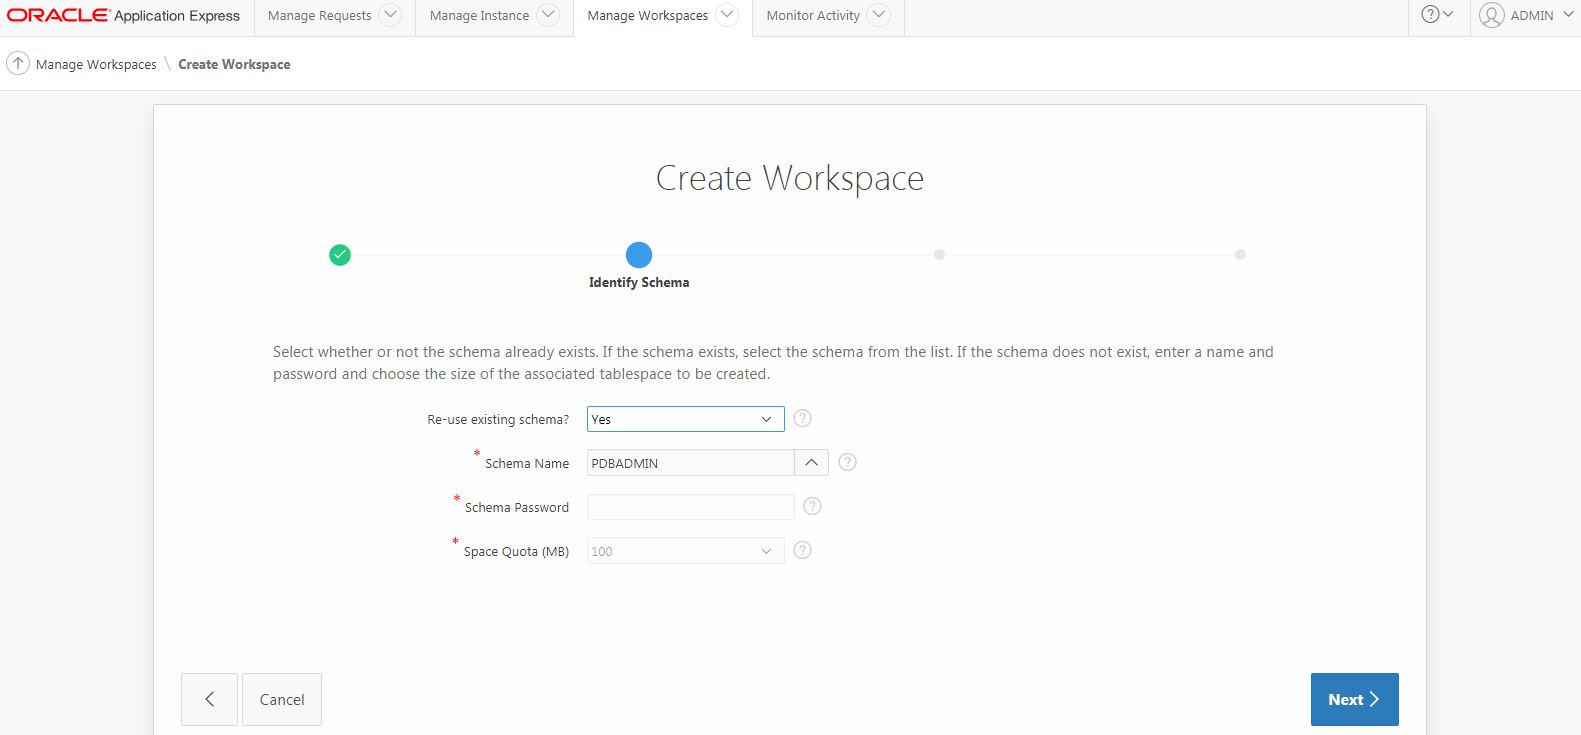 ORACLE Application Express Manage Requests Manage Instance Manage Workspaces Monitor Activity ? ADMIN
Manage Workspaces \ Create Workspace
Create Workspace
Identify Schema
Select whether or not the schema already exists. If the schema exists, select the schema from the list. If the schema does not exist, enter a name and
password and choose the size of the associated tablespace to be created.
Re-use existing schema? Yes ?
* Schema Name PDBADMIN ?
* Schema Password ?
* Space Quota (MB) 100 ?
Cancel Next